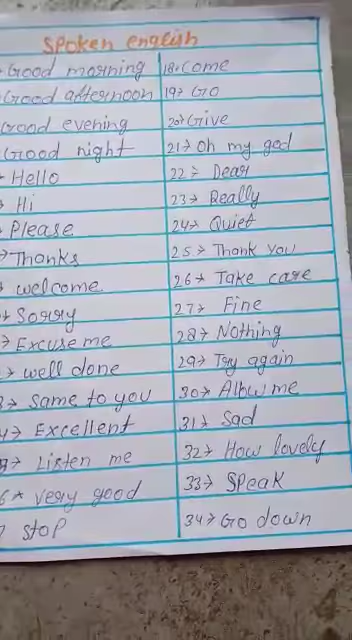 Spoken english
Good morning
Good afternoon
Good evening
Good night
Hello
Hi
Please
Thanks
welcome
Sorry
Excuse me
well done
Same to you
Excellent
Listen me
6* very good
7 stop
18→ Come
19→ Go
20→ Give
21→ Oh my god
22→ Dear
23→ Really
24→ Quiet
25→ Thank you
26→ Take care
27→ Fine
28→ Nothing
29→ Try again
30→ Allow me
31→ Sad
32→ How lovely
33→ Speak
34→ Go down